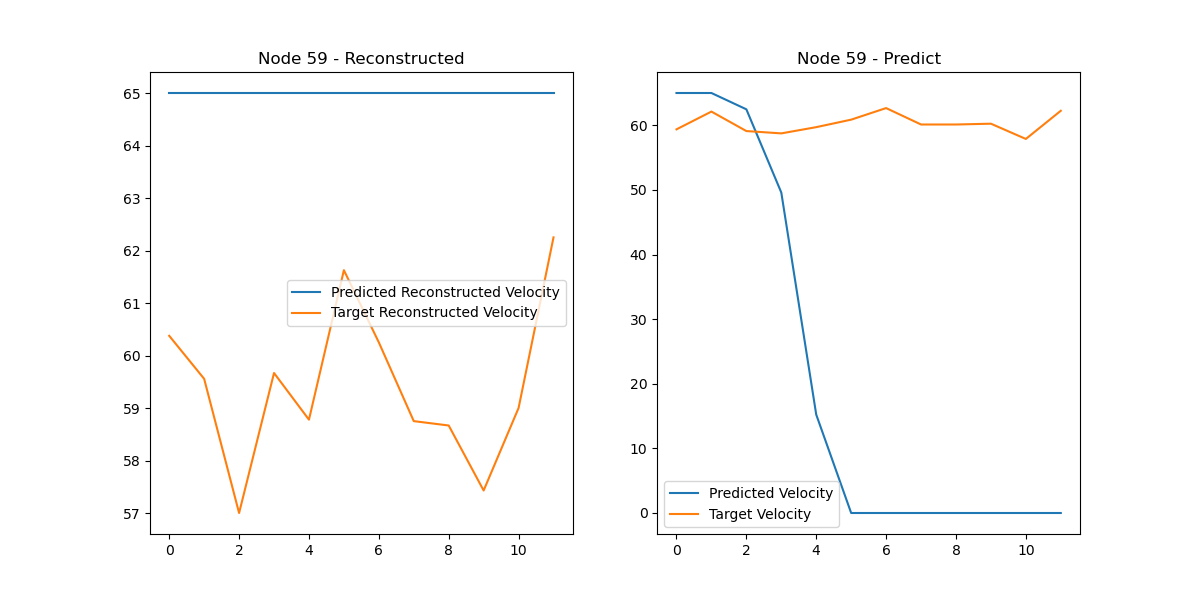 Node 59 - Reconstructed
65
64
63
62
61
60
59
58
57
0 2 4 6 8 10
Predicted Reconstructed Velocity
Target Reconstructed Velocity
Node 59 - Predict
60
50
40
30
20
10
0
0 2 4 6 8 10
Predicted Velocity
Target Velocity